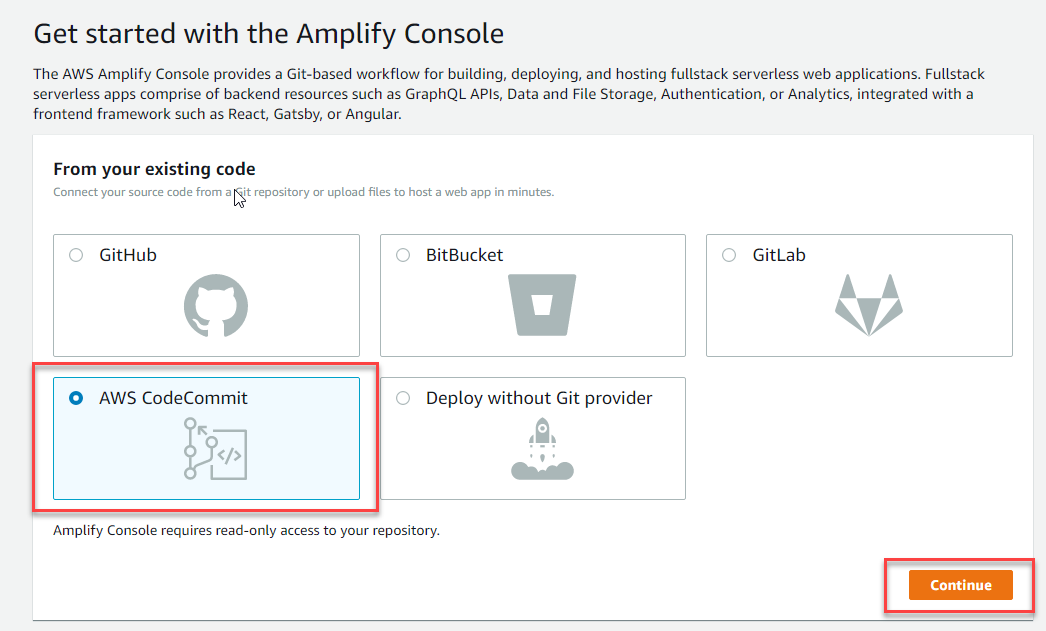 Get started with the Amplify Console
The AWS Amplify Console provides a Git-based workflow for building, deploying, and hosting fullstack serverless web applications. Fullstack
serverless apps comprise of backend resources such as GraphQL APIs, Data and File Storage, Authentication, or Analytics, integrated with a
frontend framework such as React, Gatsby, or Angular.
From your existing code
Connect your source code from a Git repository or upload files to host a web app in minutes.
GitHub
BitBucket
GitLab
AWS CodeCommit
Deploy without Git provider
Amplify Console requires read-only access to your repository.
Continue